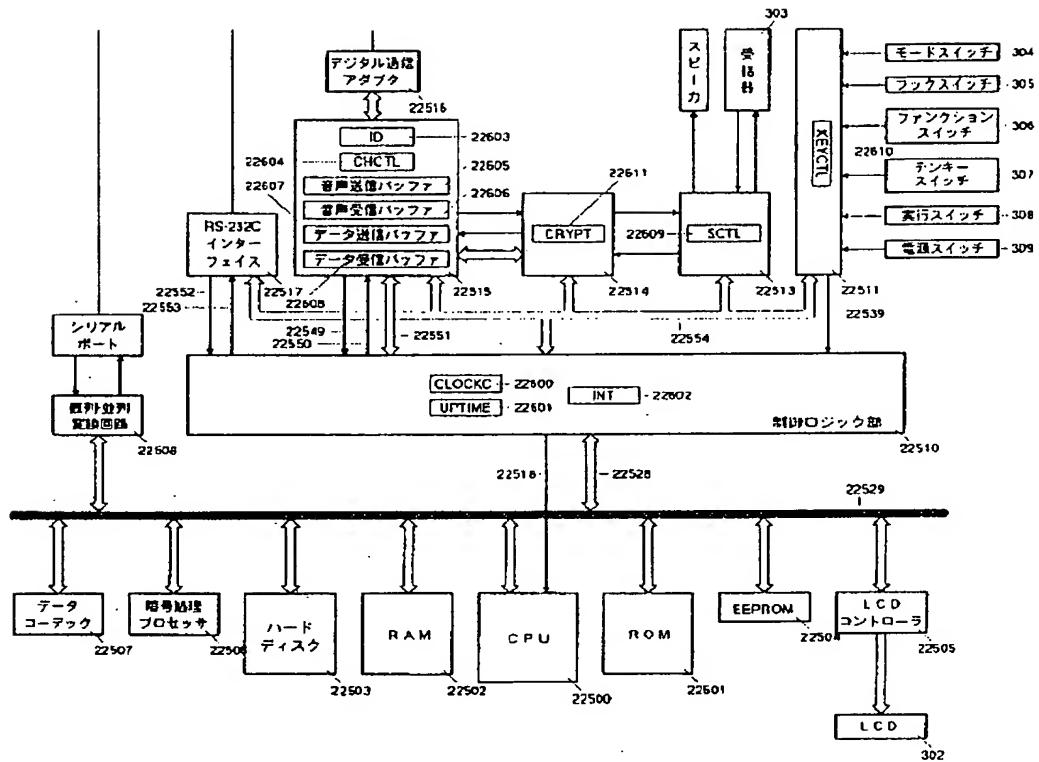 303
スピーカ
受話器
モードスイッチ
304
フックスイッチ
305
ファンクション
スイッチ
306
テンキー
スイッチ
307
実行スイッチ
308
電源スイッチ
309
KEYCTL
22610
22511
22539
デジタル通信
アダプタ
22516
ID
22603
22604
CHCTL
22605
22607
音声送信バッファ
22606
音声受信バッファ
データ送信バッファ
データ受信バッファ
22608
22515
22611
CRYPT
22514
22609
SCTL
22513
RS-232C
インター
フェイス
22517
22552
22553
22549
22550
22551
22554
シリアル
ポート
直列-並列
変換回路
22508
CLOCKC
22600
UPTIME
22601
INT
22602
制御ロジック部
22510
22518
22528
22529
データ
コーデック
22507
暗号処理
プロセッサ
22506
ハード
ディスク
22503
RAM
22502
CPU
22500
ROM
22501
EEPROM
22504
LCD
コントローラ
22505
LCD
302